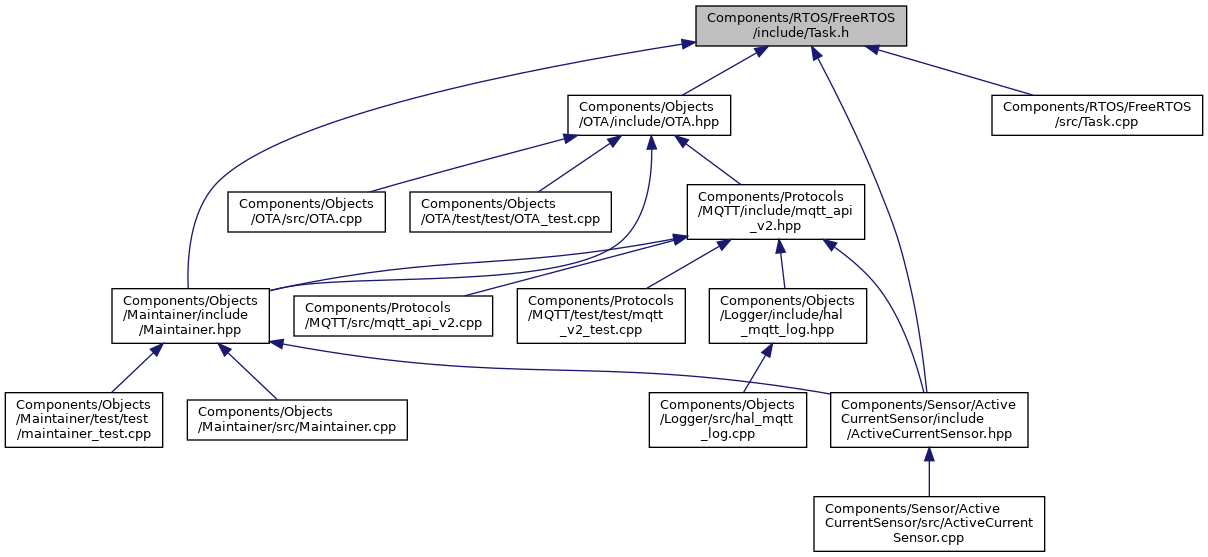 Components/RTOS/FreeRTOS
/include/Task.h
Components/Objects
/OTA/include/OTA.hpp
Components/RTOS/FreeRTOS
/src/Task.cpp
Components/Objects
/OTA/src/OTA.cpp
Components/Objects
/OTA/test/test/OTA_test.cpp
Components/Protocols
/MQTT/include/mqtt_api
_v2.hpp
Components/Objects
/Maintainer/include
/Maintainer.hpp
Components/Protocols
/MQTT/src/mqtt_api_v2.cpp
Components/Protocols
/MQTT/test/test/mqtt
_v2_test.cpp
Components/Objects
/Logger/include/hal
_mqtt_log.hpp
Components/Objects
/Maintainer/test/test
/maintainer_test.cpp
Components/Objects
/Maintainer/src/Maintainer.cpp
Components/Objects
/Logger/src/hal_mqtt
_log.cpp
Components/Sensor/Active
CurrentSensor/include
/ActiveCurrentSensor.hpp
Components/Sensor/Active
CurrentSensor/src/ActiveCurrent
Sensor.cpp